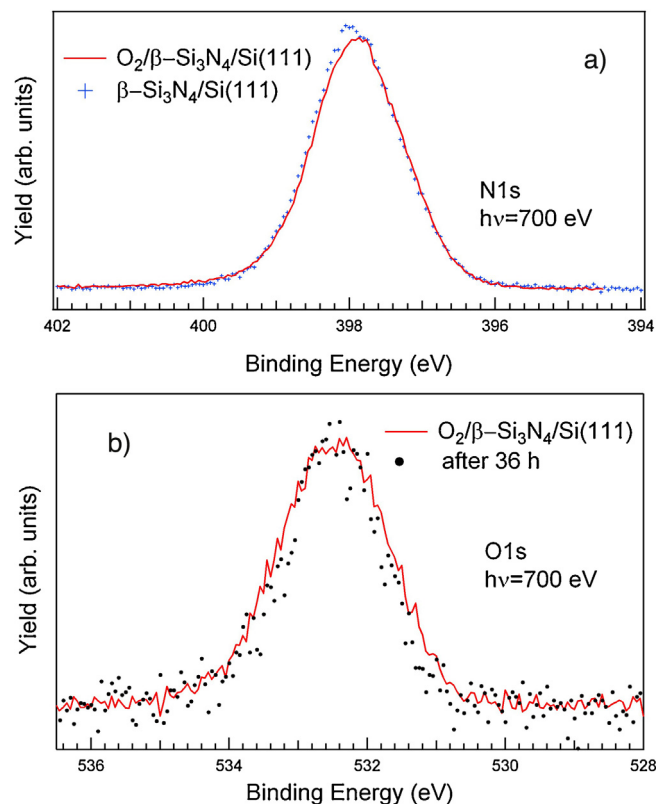 O₂/β–Si₃N₄/Si(111)
a)
β–Si₃N₄/Si(111)
Yield (arb. units)
N1s
hν=700 eV
402 400 398 396 394
Binding Energy (eV)
b)
O₂/β–Si₃N₄/Si(111)
after 36 h
Yield (arb. units)
O1s
hν=700 eV
536 534 532 530 528
Binding Energy (eV)